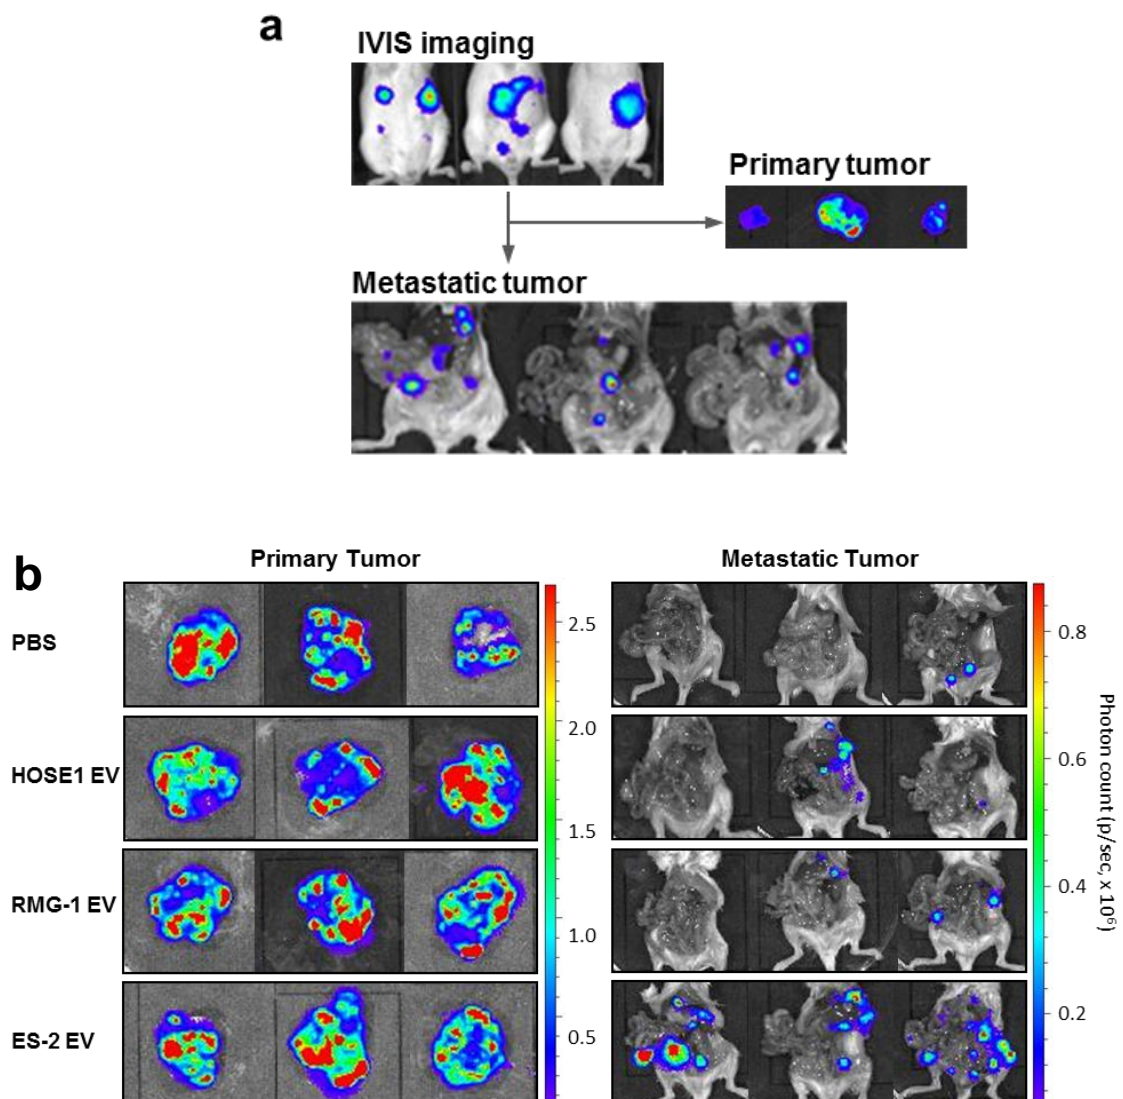 a
IVIS imaging
Primary tumor
Metastatic tumor
b
Primary Tumor
Metastatic Tumor
PBS
HOSE1 EV
RMG-1 EV
ES-2 EV
2.5
2.0
1.5
1.0
0.5
0.8
0.6
0.4
0.2
Photon count (p/sec, x 10⁶)